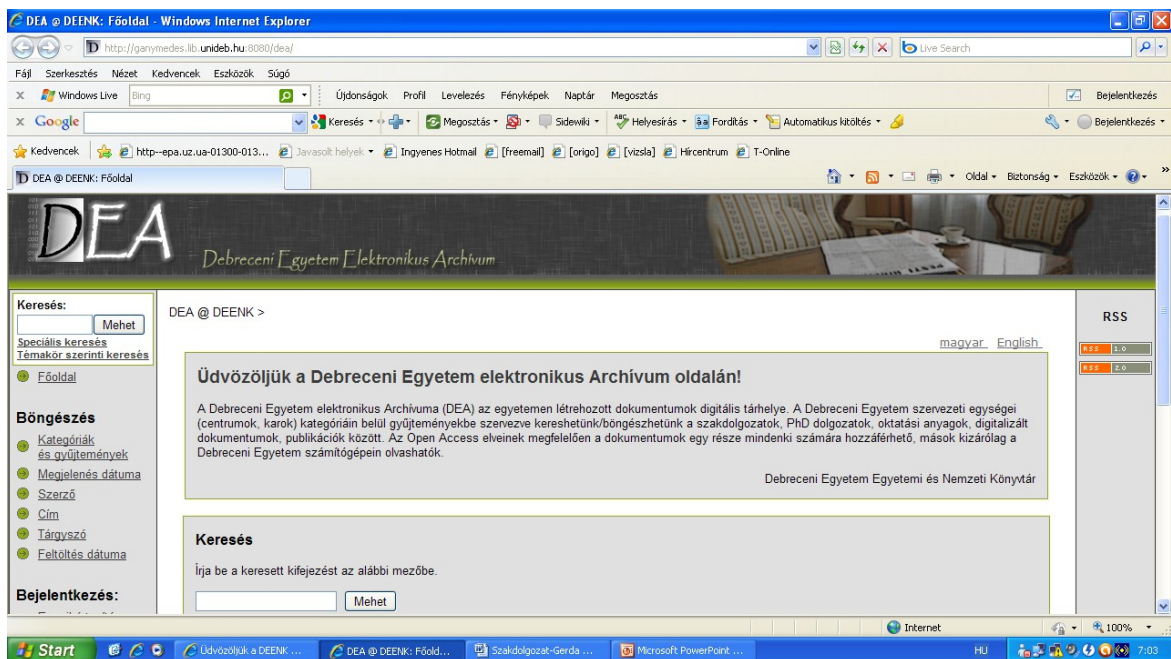 DEA @ DEENK: Főoldal - Windows Internet Explorer
http://ganymedes.lib.unideb.hu:8080/dea/
Live Search
Fájl Szerkesztés Nézet Kedvencek Eszközök Súgó
x Windows Live Bing Újdonságok Profil Levelezés Fényképek Naptár Megosztás Bejelentkezés
x Google Keresés Megosztás Sidewiki Helyesírás Fordítás Automatikus kitöltés Bejelentkezés
Kedvencek http--epa.uz.ua-01300-013... Javasolt helyek Ingyenes Hotmail [freemail] [origo] [vizsla] Hírcentrum T-Online
DEA @ DEENK: Főoldal Oldal Biztonság Eszközök »
DEA
Debreceni Egyetem Elektronikus Archívum
Keresés:
Mehet
Speciális keresés
Témakör szerinti keresés
Főoldal
Böngészés
Kategóriák
és gyűjtemények
Megjelenés dátuma
Szerző
Cím
Tárgyszó
Feltöltés dátuma
Bejelentkezés:
DEA @ DEENK >
magyar English
Üdvözöljük a Debreceni Egyetem elektronikus Archívum oldalán!
A Debreceni Egyetem elektronikus Archívuma (DEA) az egyetemen létrehozott dokumentumok digitális tárhelye. A Debreceni Egyetem szervezeti egységei
(centrumok, karok) kategóriáin belül gyűjteményekbe szervezve kereshetünk/böngészhetünk a szakdolgozatok, PhD dolgozatok, oktatási anyagok, digitalizált
dokumentumok, publikációk között. Az Open Access elveinek megfelelően a dokumentumok egy része mindenki számára hozzáférhető, mások kizárólag a
Debreceni Egyetem számítógépein olvashatók.
Debreceni Egyetem Egyetemi és Nemzeti Könyvtár
Keresés
Írja be a keresett kifejezést az alábbi mezőbe.
Mehet
RSS
RSS 1.0
RSS 2.0
Internet 100%
Start Üdvözöljük a DEENK ... DEA @ DEENK: Főold... Szakdolgozat-Gerda ... Microsoft PowerPoint ... HU 7:03